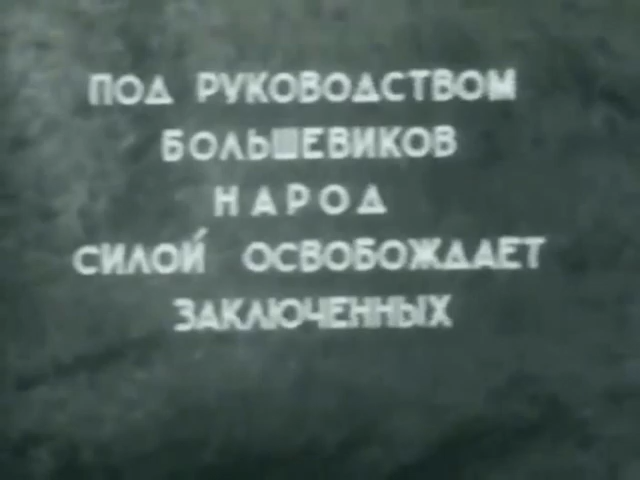 ПОД РУКОВОДСТВОМ
БОЛЬШЕВИКОВ
НАРОД
СИЛОЙ ОСВОБОЖДАЕТ
ЗАКЛЮЧЕННЫХ